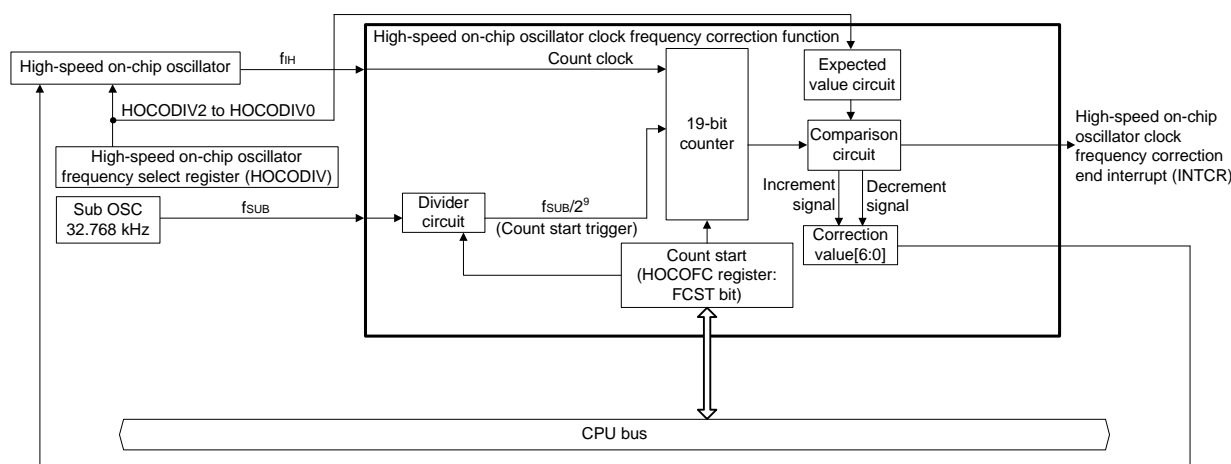 High-speed on-chip oscillator clock frequency correction function
High-speed on-chip oscillator
fIH
Count clock
Expected
value circuit
HOCODIV2 to HOCODIV0
High-speed on-chip oscillator
frequency select register (HOCODIV)
19-bit
counter
Comparison
circuit
High-speed on-chip
oscillator clock
frequency correction
end interrupt (INTCR)
Increment
signal
Decrement
signal
Sub OSC
32.768 kHz
fSUB
Divider
circuit
fSUB/2⁹
(Count start trigger)
Correction
value[6:0]
Count start
(HOCOFC register:
FCST bit)
CPU bus